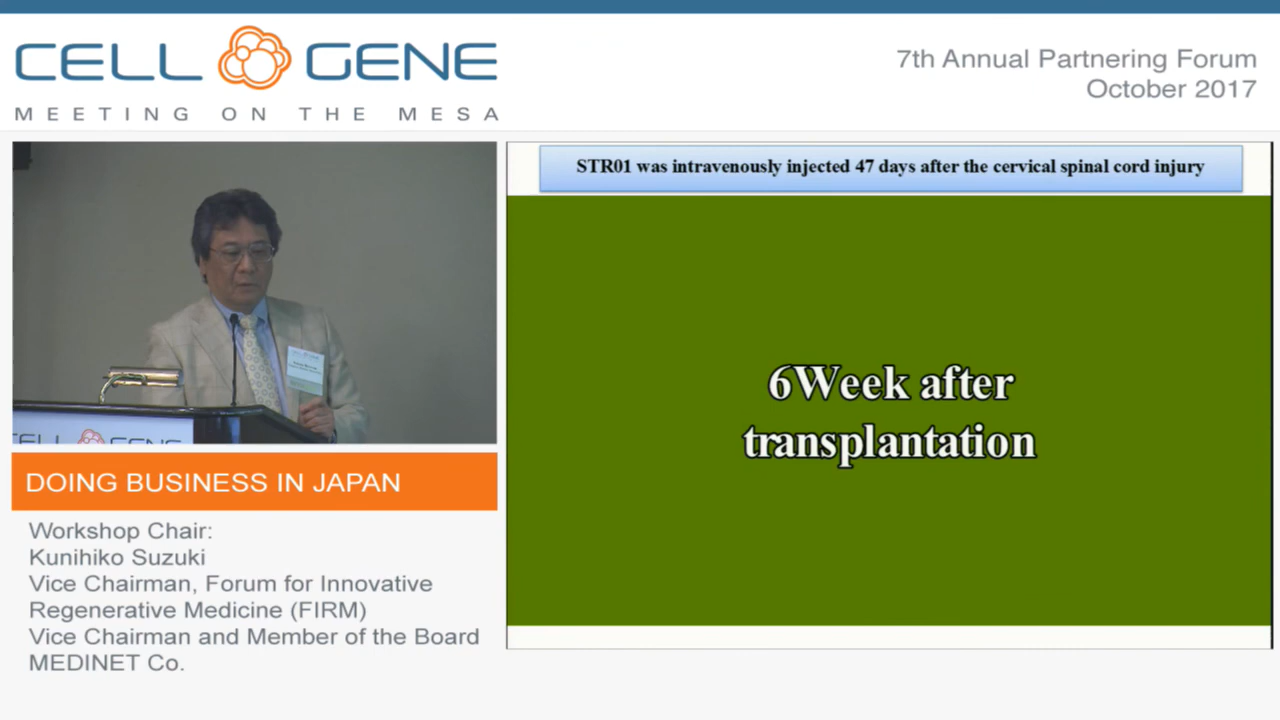 CELL GENE
MEETING ON THE MESA
7th Annual Partnering Forum
October 2017
STR01 was intravenously injected 47 days after the cervical spinal cord injury
6Week after
transplantation
CELL GENE
DOING BUSINESS IN JAPAN
Workshop Chair:
Kunihiko Suzuki
Vice Chairman, Forum for Innovative
Regenerative Medicine (FIRM)
Vice Chairman and Member of the Board
MEDINET Co.